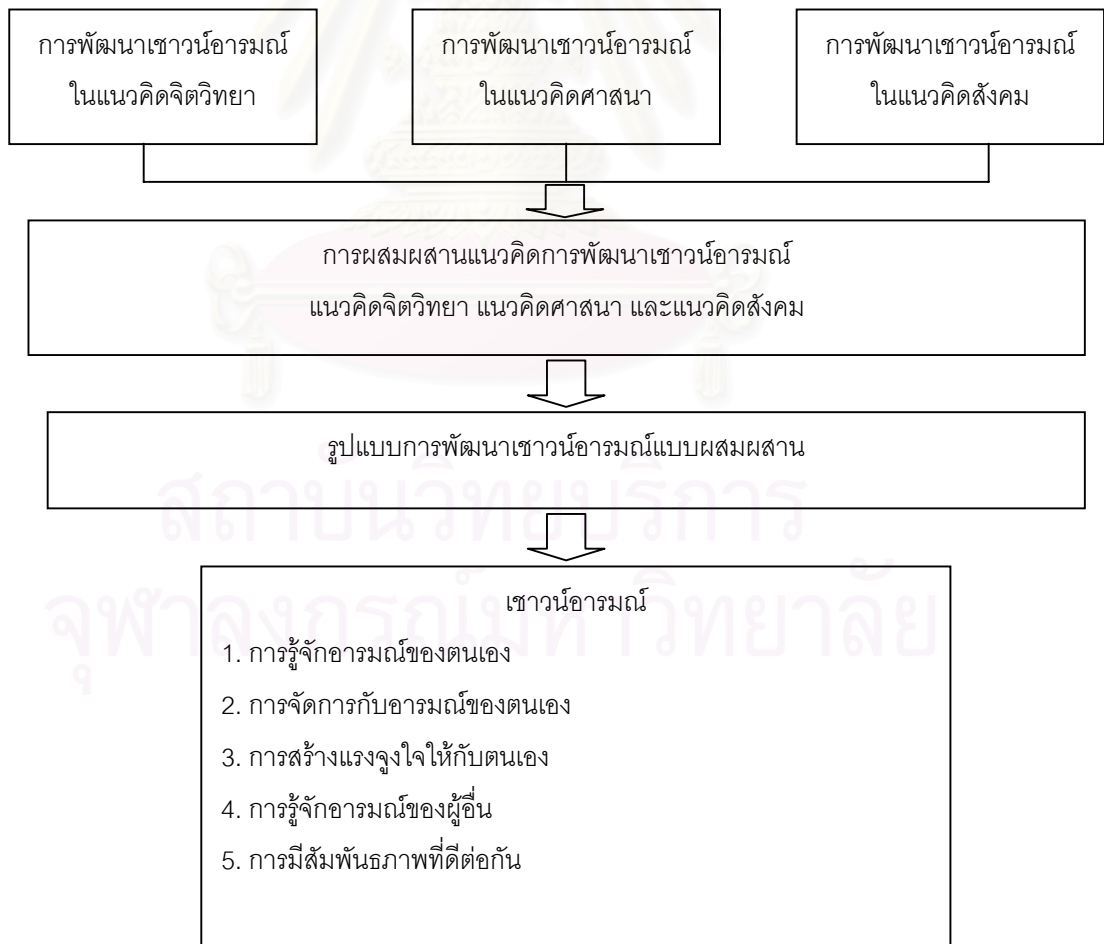 การพัฒนาเชาวน์อารมณ์
ในแนวคิดจิตวิทยา
การพัฒนาเชาวน์อารมณ์
ในแนวคิดศาสนา
การพัฒนาเชาวน์อารมณ์
ในแนวคิดสังคม
การผสมผสานแนวคิดการพัฒนาเชาวน์อารมณ์
แนวคิดจิตวิทยา แนวคิดศาสนา และแนวคิดสังคม
รูปแบบการพัฒนาเชาวน์อารมณ์แบบผสมผสาน
สถาบันวิทยบริการ
จุฬาลงกรณ์มหาวิทยาลัย
เชาวน์อารมณ์
1. การรู้จักอารมณ์ของตนเอง
2. การจัดการกับอารมณ์ของตนเอง
3. การสร้างแรงจูงใจให้กับตนเอง
4. การรู้จักอารมณ์ของผู้อื่น
5. การมีสัมพันธภาพที่ดีต่อกัน